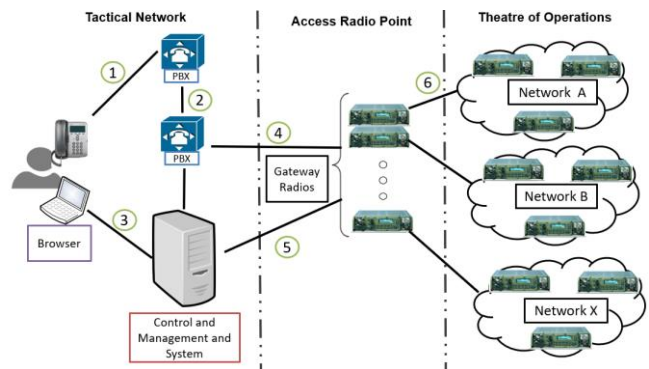 Tactical Network
Access Radio Point
Theatre of Operations
1
PBX
2
6
Network A
PBX
4
Gateway
Radios
Network B
3
Browser
5
Control and
Management and
System
Network X